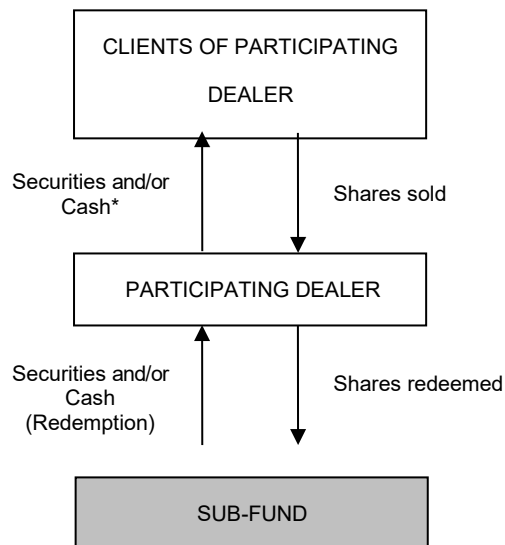 CLIENTS OF PARTICIPATING
DEALER
Securities and/or
Cash*
Shares sold
PARTICIPATING DEALER
Securities and/or
Cash
(Redemption)
Shares redeemed
SUB-FUND